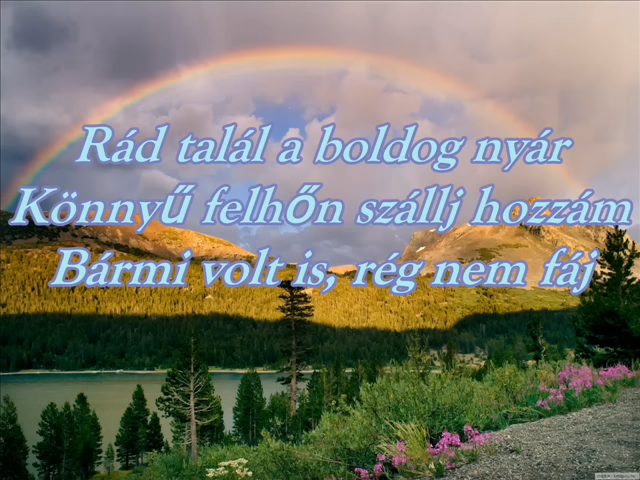 Rád talál a boldog nyár
Könnyű felhőn szállj hozzám
Bármi volt is, rég nem fáj